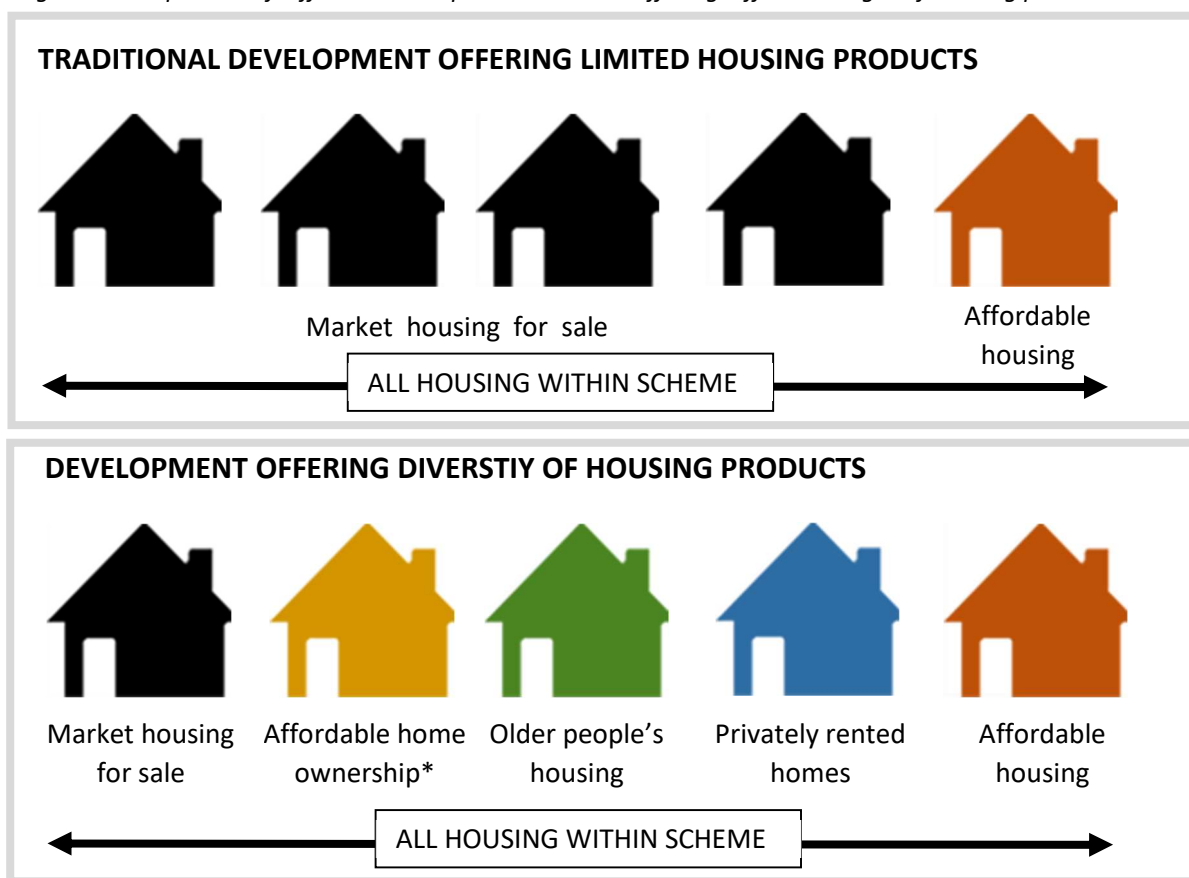 TRADITIONAL DEVELOPMENT OFFERING LIMITED HOUSING PRODUCTS
Market housing for sale
Affordable
housing
ALL HOUSING WITHIN SCHEME
DEVELOPMENT OFFERING DIVERSTIY OF HOUSING PRODUCTS
Market housing
for sale
Affordable home
ownership*
Older people’s
housing
Privately rented
homes
Affordable
housing
ALL HOUSING WITHIN SCHEME